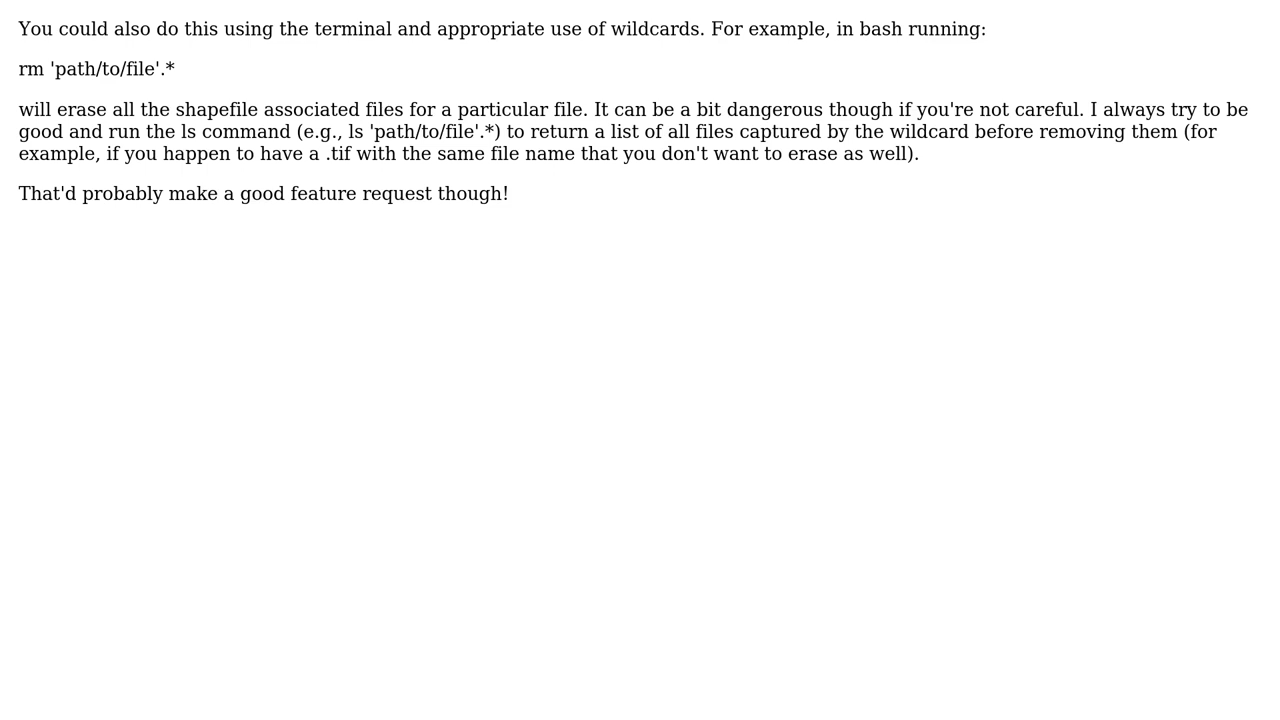 You could also do this using the terminal and appropriate use of wildcards. For example, in bash running:
rm 'path/to/file'.*
will erase all the shapefile associated files for a particular file. It can be a bit dangerous though if you're not careful. I always try to be
good and run the ls command (e.g., ls 'path/to/file'.*) to return a list of all files captured by the wildcard before removing them (for
example, if you happen to have a .tif with the same file name that you don't want to erase as well).
That'd probably make a good feature request though!